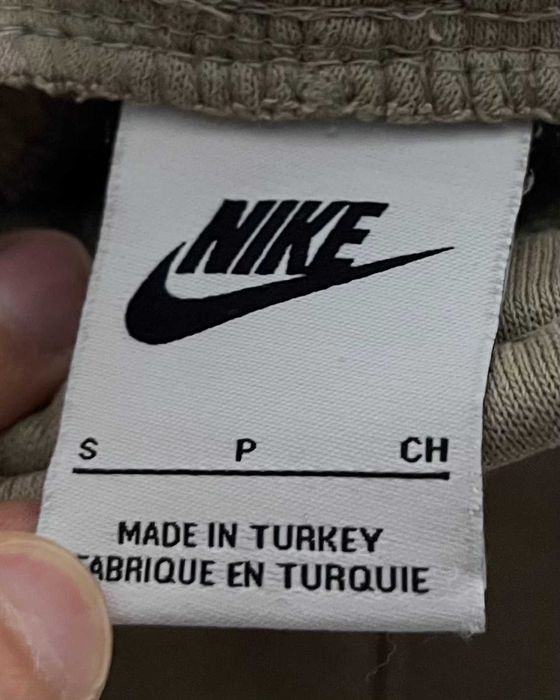 NIKE
S P CH
MADE IN TURKEY
FABRIQUE EN TURQUIE